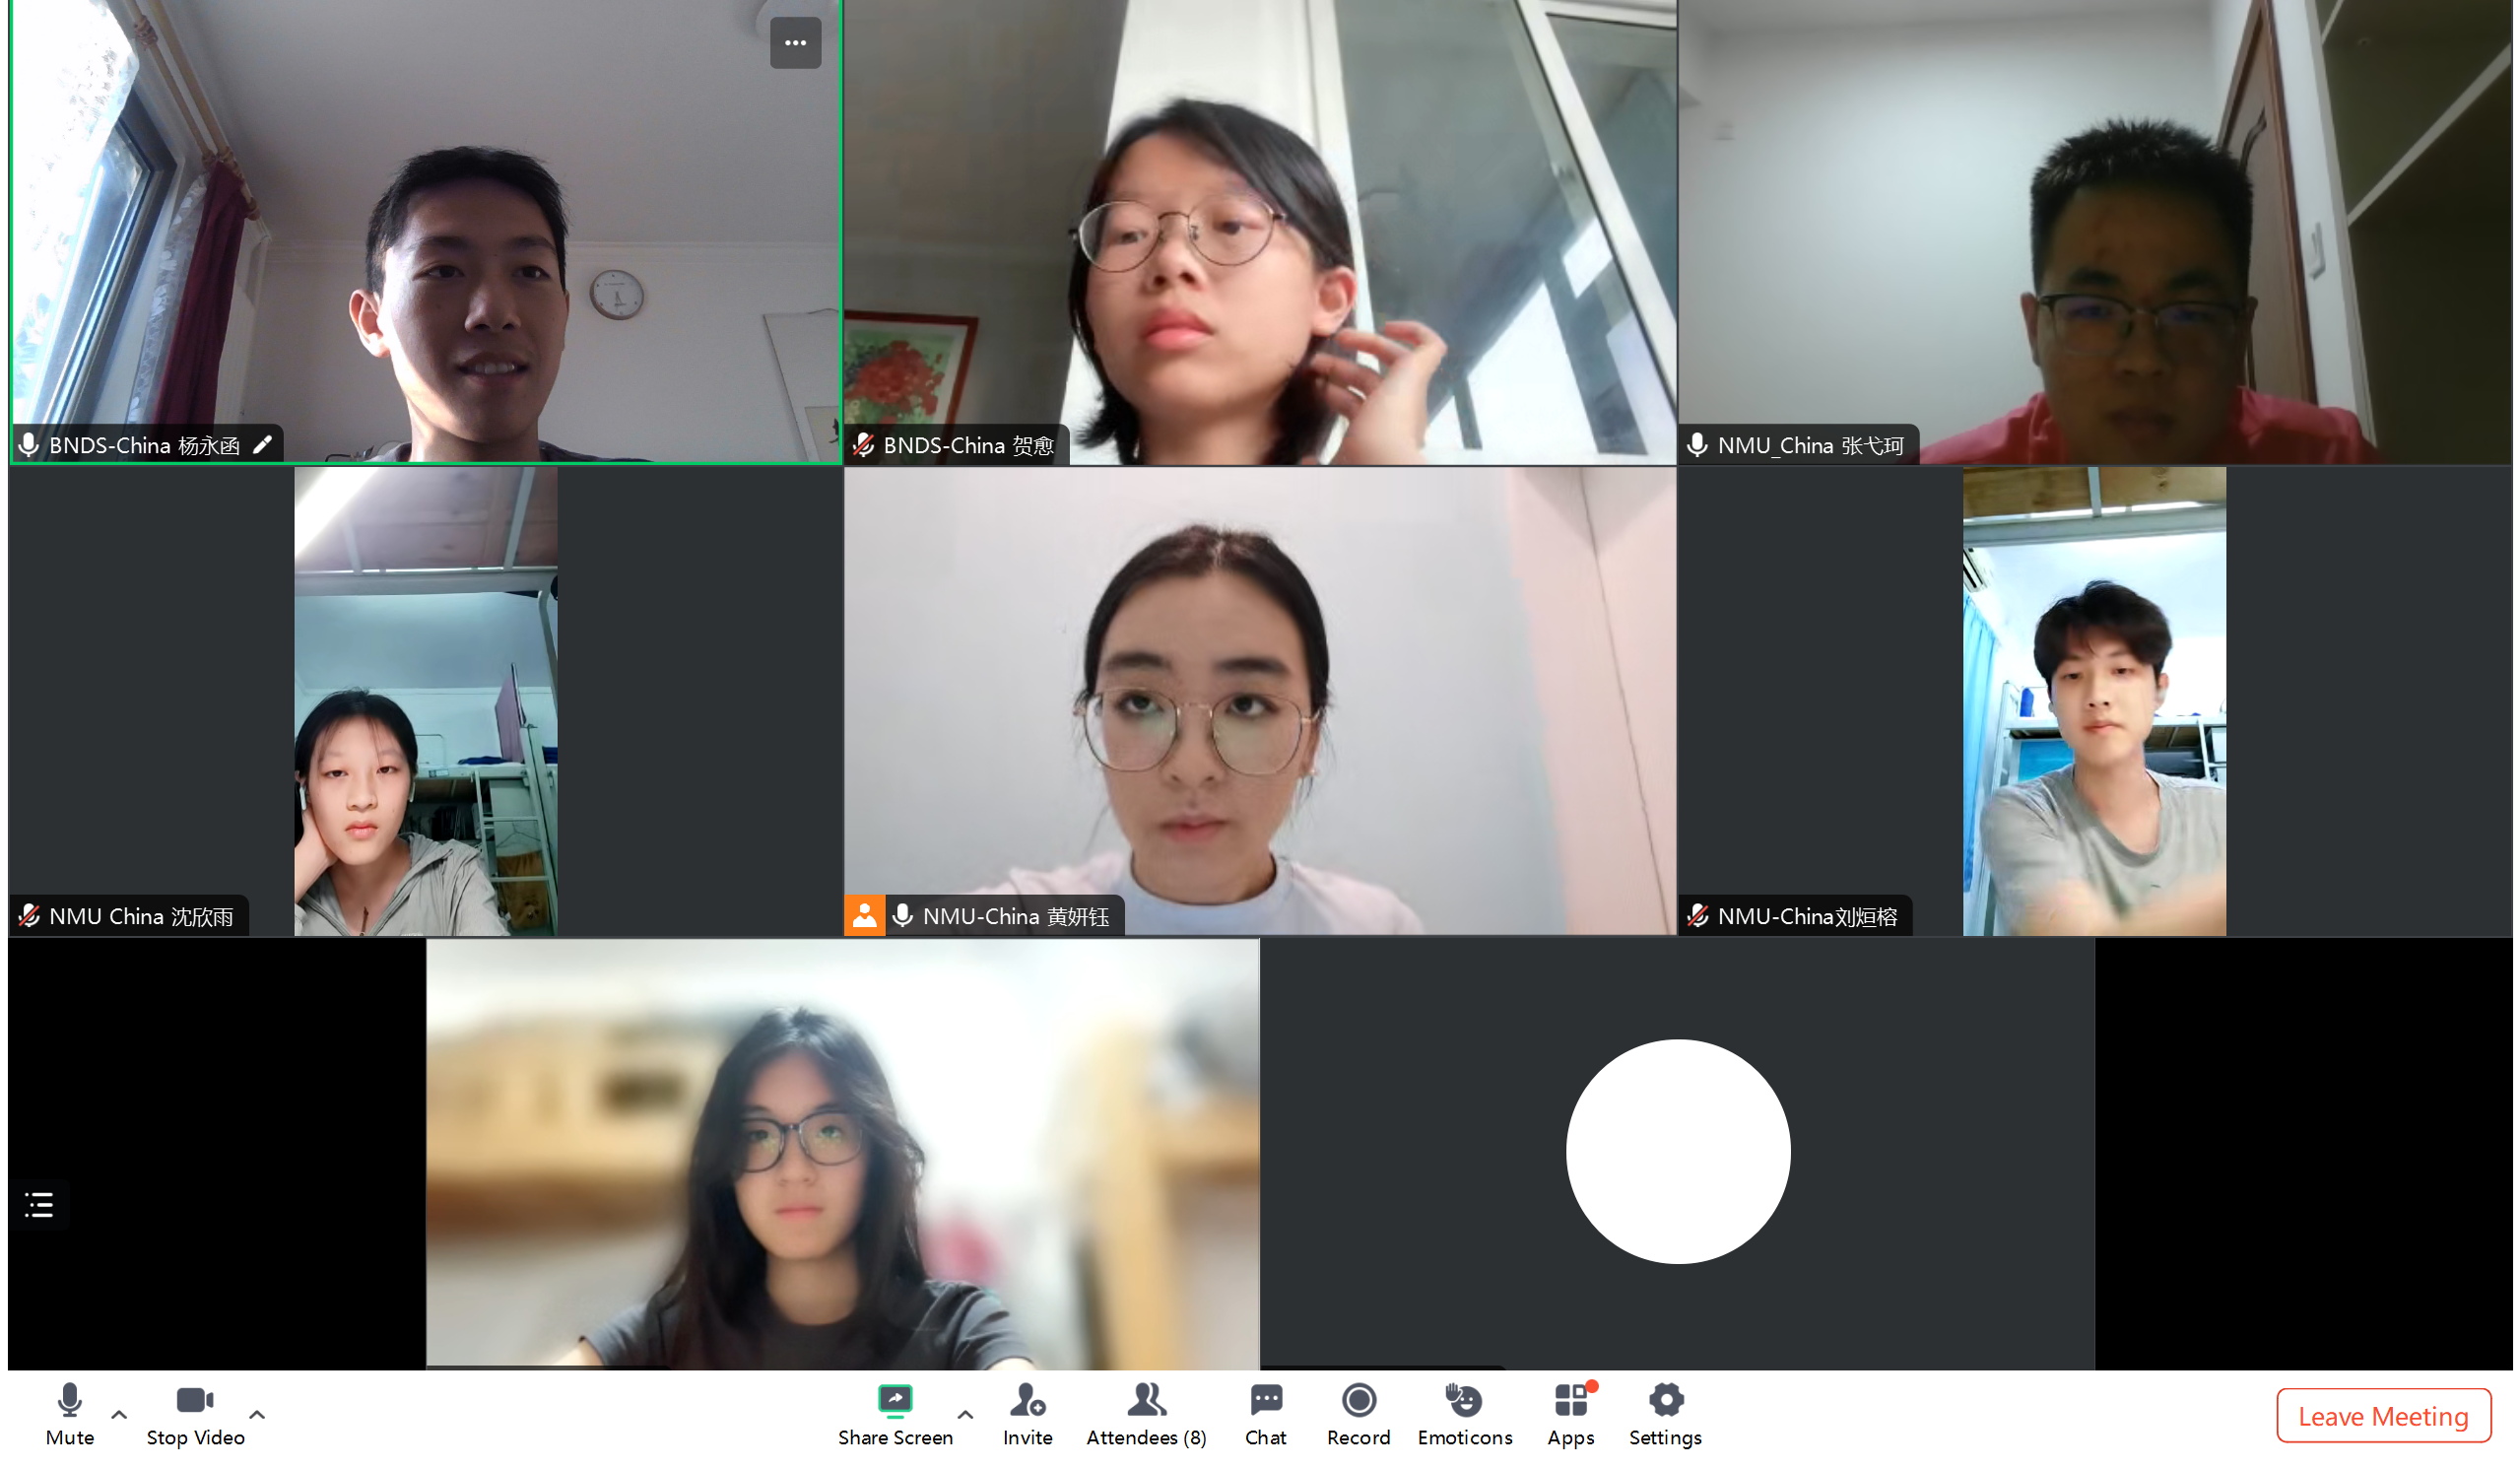 BNDS-China 杨永函
BNDS-China 贺愈
NMU_China 张弋珂
NMU China 沈欣雨
NMU-China 黄妍钰
NMU-China刘烜榕
Mute
Stop Video
Share Screen
Invite
Attendees (8)
Chat
Record
Emoticons
Apps
Settings
Leave Meeting